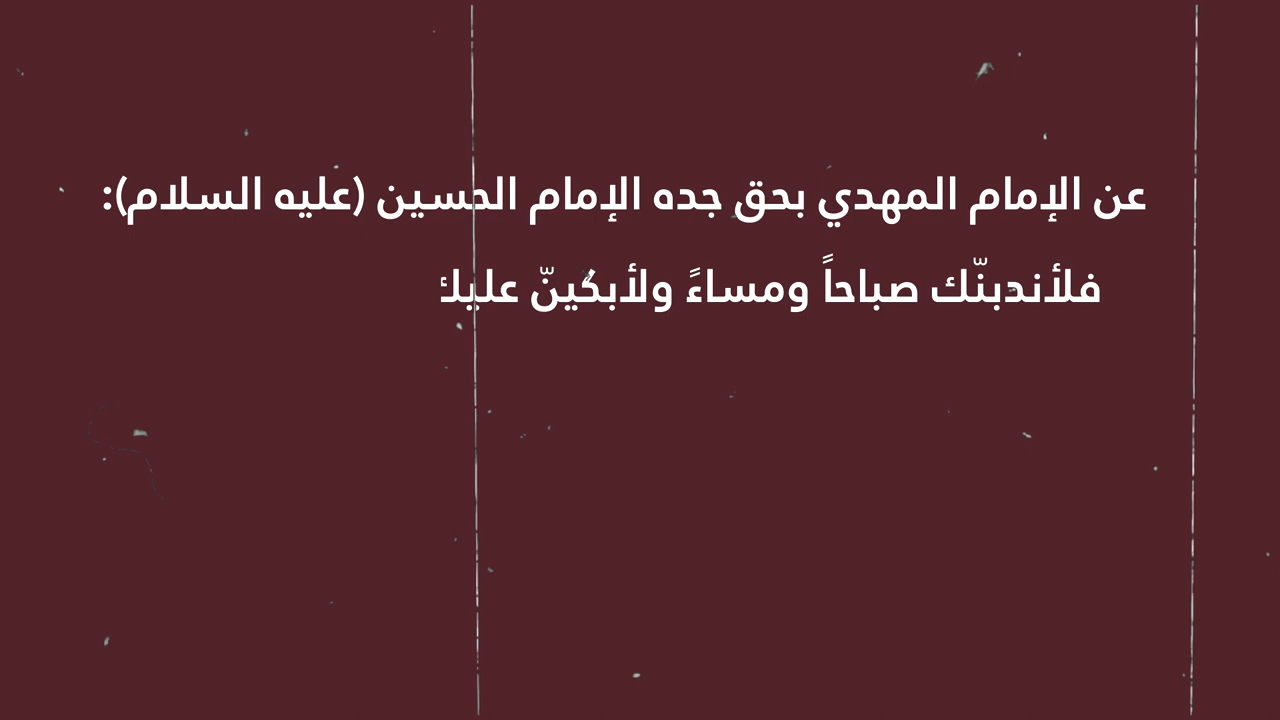 عن الإمام المهدي بحق جده الإمام الحسين (عليه السلام):
فلأندبنّك صباحاً ومساءً ولأبكينّ عليك